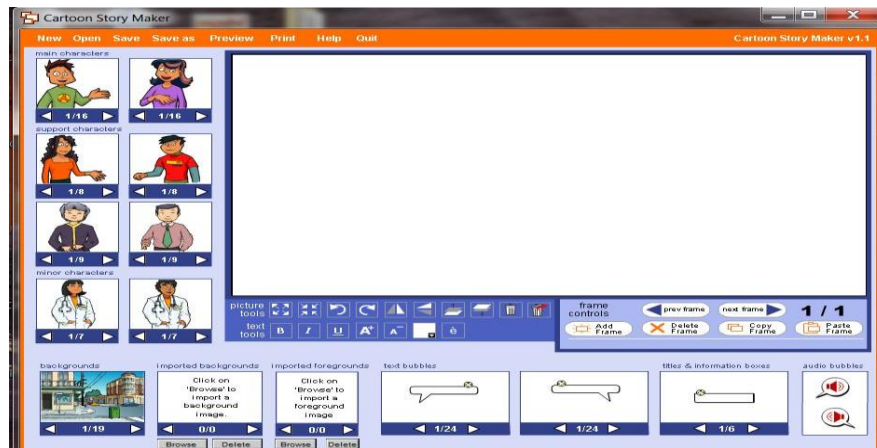 Cartoon Story Maker
New Open Save Save as Preview Print Help Quit Cartoon Story Maker v1.1
main characters
1/16 1/16
support characters
1/8 1/8
1/9 1/9
minor characters
1/7 1/7
picture tools
text tools B I U A+ A- è
frame controls
prev frame next frame 1 / 1
Add Frame Delete Frame Copy Frame Paste Frame
backgrounds
1/19
imported backgrounds
Click on
'Browse' to
import a
background
image.
0/0
Browse Delete
imported foregrounds
Click on
'Browse' to
import a
foreground
image
0/0
Browse Delete
text bubbles
1/24 1/24
titles & information boxes
1/6
audio bubbles